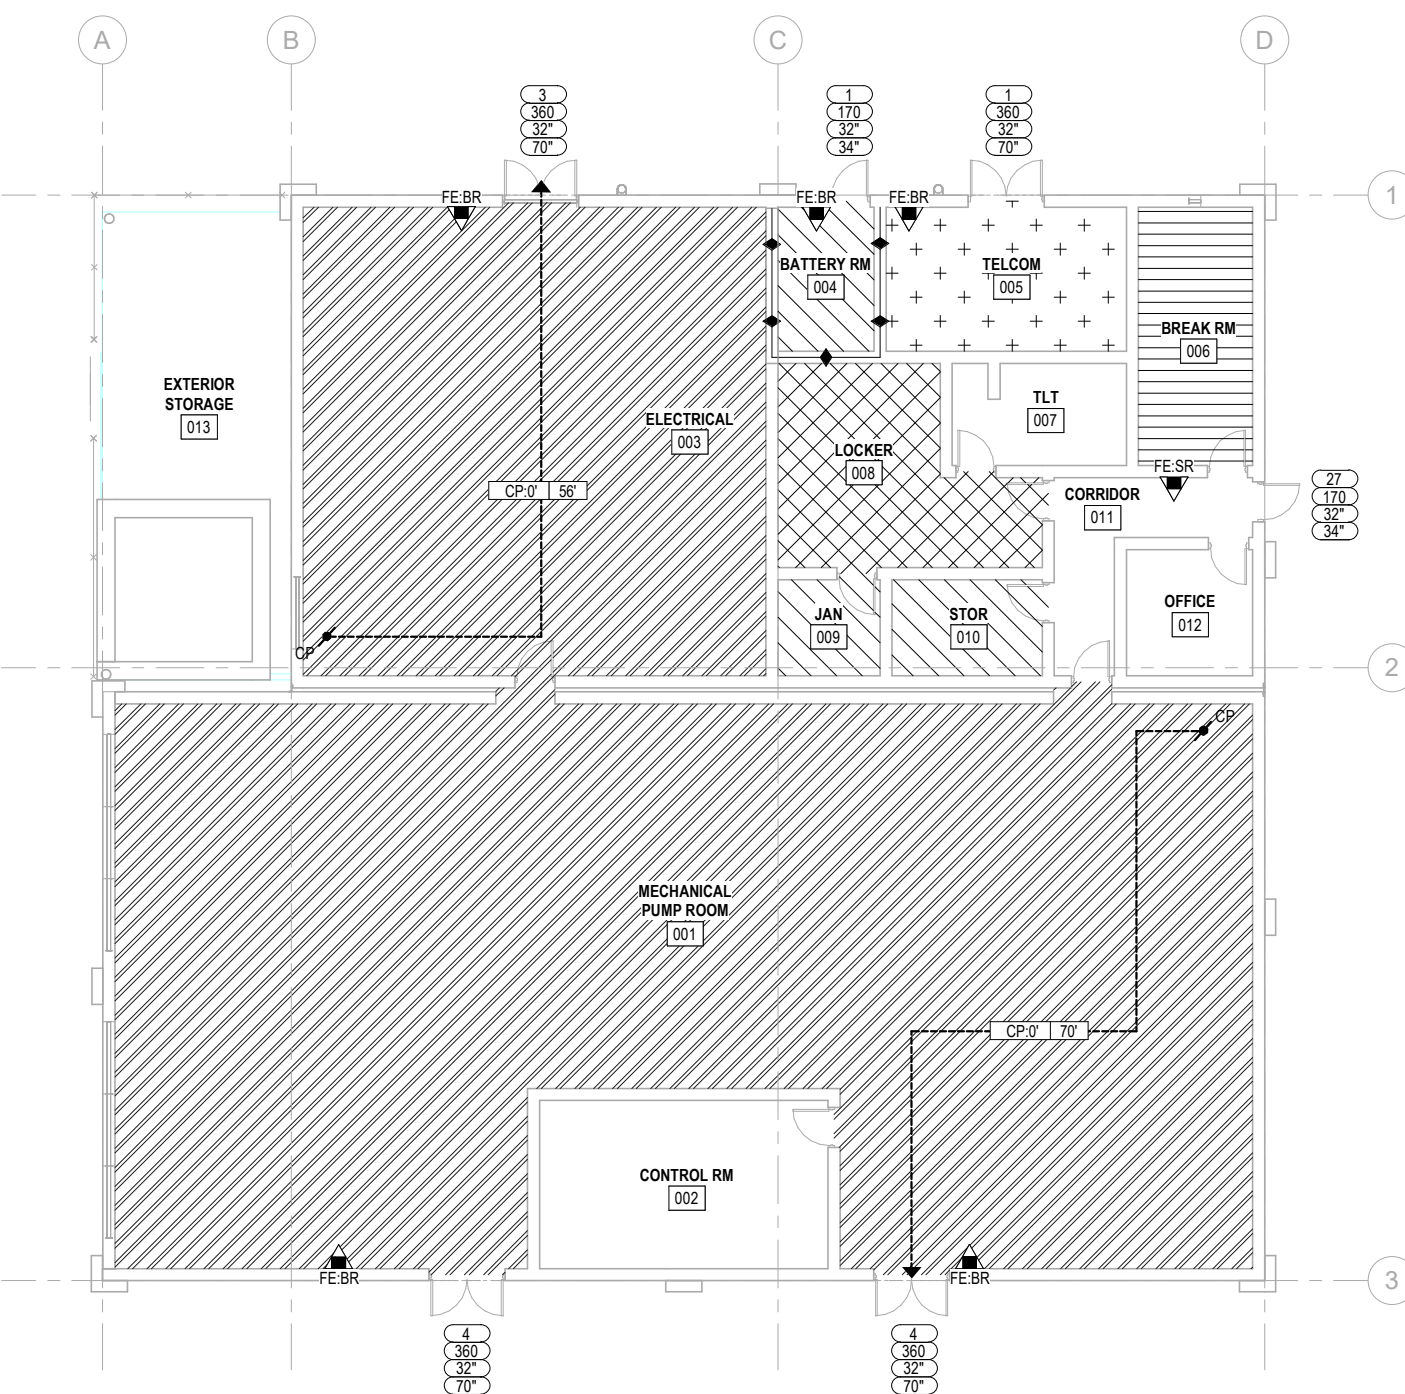 A
B
C
D
3
360
32"
70"
1
170
32"
34"
1
360
32"
70"
1
FE:BR
FE:BR
FE:BR
BATTERY RM
004
TELCOM
005
BREAK RM
006
EXTERIOR
STORAGE
013
TLT
007
ELECTRICAL
003
LOCKER
008
FE:SR
27
170
32"
34"
CP:0' 56'
CORRIDOR
011
JAN
009
STOR
010
OFFICE
012
CP
2
CP
MECHANICAL
PUMP ROOM
001
CP:0' 70'
CONTROL RM
002
FE:BR
FE:BR
3
4
360
32"
70"
4
360
32"
70"